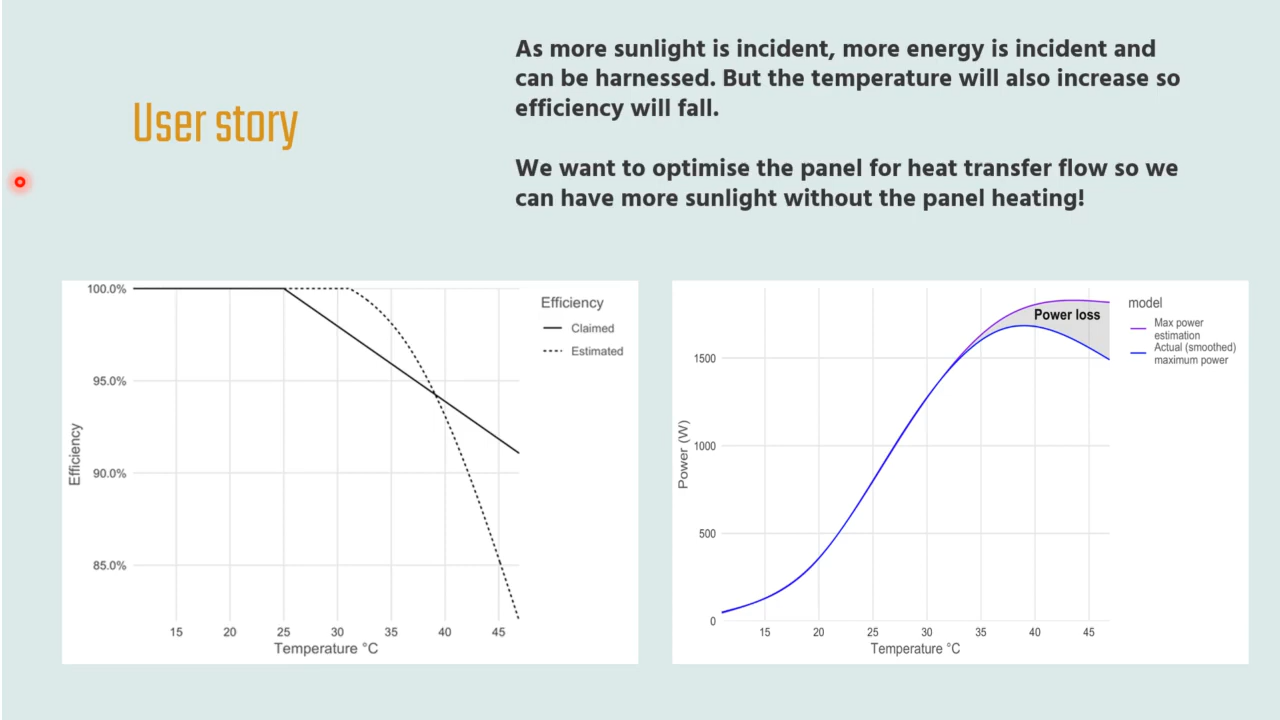 User story
As more sunlight is incident, more energy is incident and
can be harnessed. But the temperature will also increase so
efficiency will fall.
We want to optimise the panel for heat transfer flow so we
can have more sunlight without the panel heating!
100.0%
95.0%
90.0%
85.0%
Efficiency
15 20 25 30 35 40 45
Temperature °C
Efficiency
Claimed
Estimated
1500
1000
500
0
Power (W)
15 20 25 30 35 40 45
Temperature °C
Power loss
model
Max power
estimation
Actual (smoothed)
maximum power